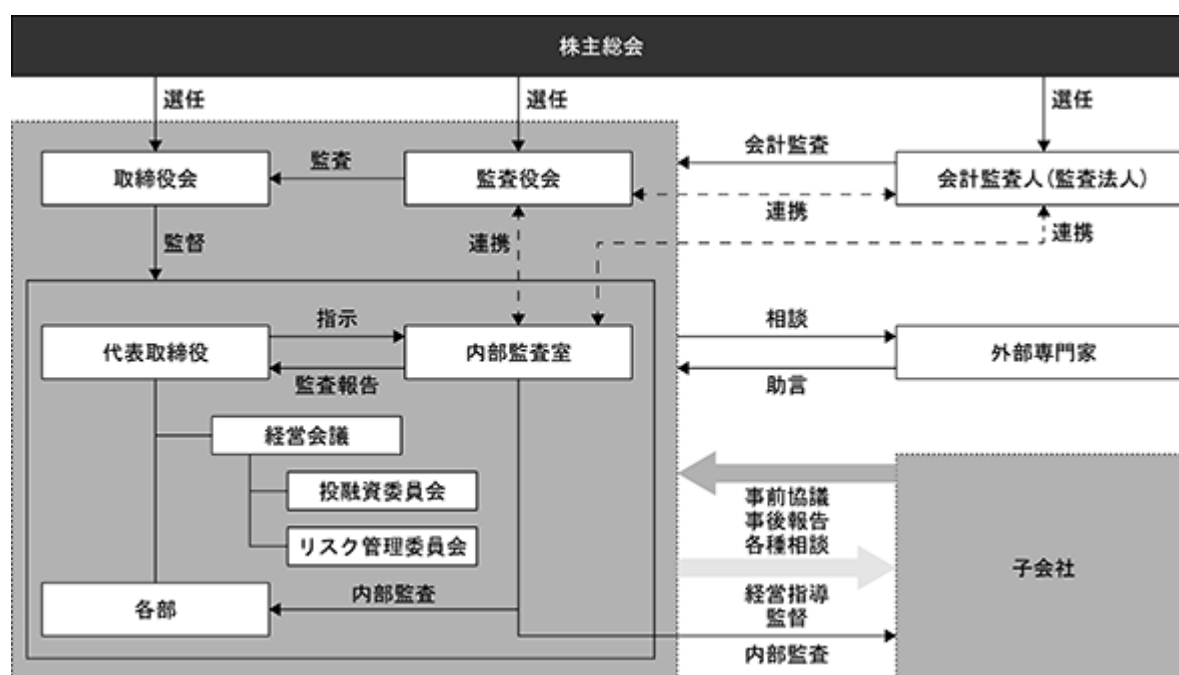 株主総会
選任
選任
選任
取締役会
監査
監査役会
会計監査
会計監査人(監査法人)
連携
監督
連携
連携
代表取締役
指示
監査報告
内部監査室
相談
助言
外部専門家
経営会議
投融資委員会
リスク管理委員会
事前協議
事後報告
各種相談
子会社
各部
内部監査
経営指導
監督
内部監査